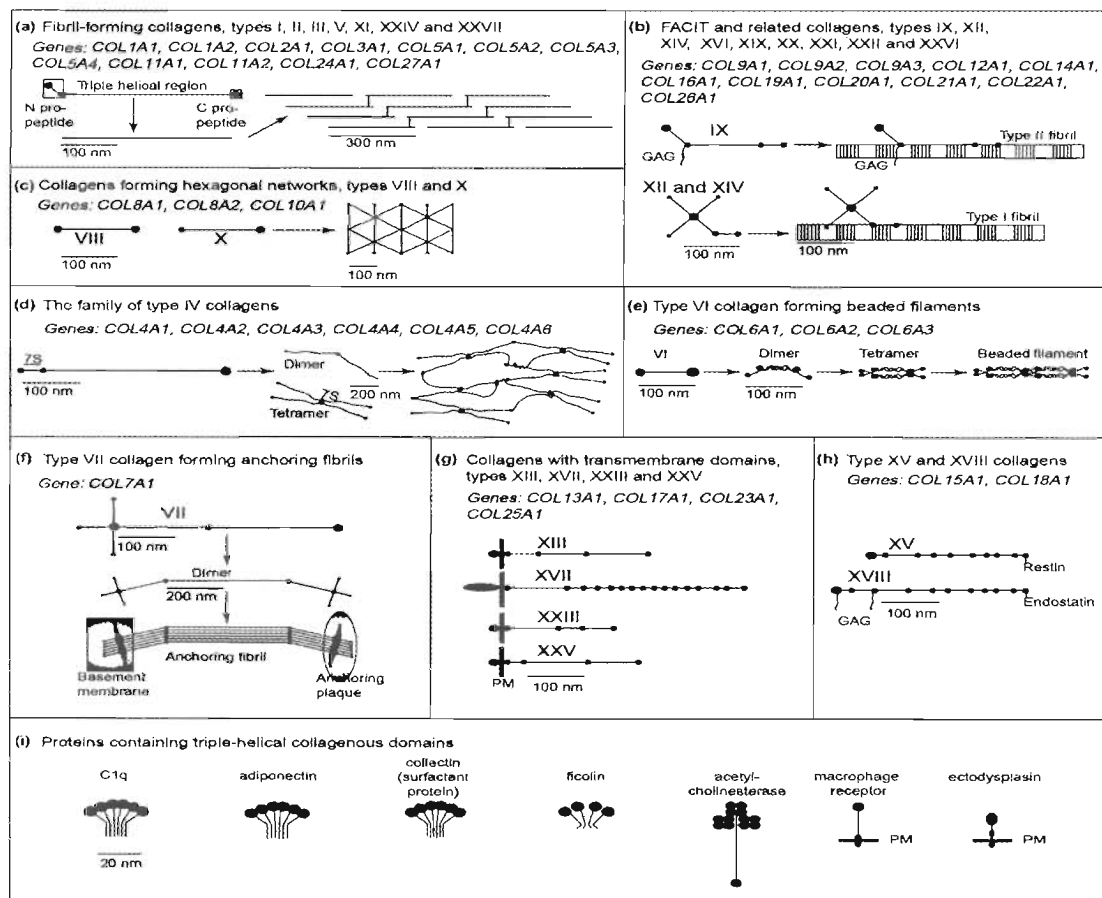 (a) Fibril-forming collagens, types I, II, III, V, XI, XXIV and XXVII
Genes: COL1A1, COL1A2, COL2A1, COL3A1, COL5A1, COL5A2, COL5A3,
COL5A4, COL11A1, COL11A2, COL24A1, COL27A1
Triple helical region
N pro-
peptide
C pro-
peptide
100 nm
300 nm
(b) FACIT and related collagens, types IX, XII,
XIV, XVI, XIX, XX, XXI, XXII and XXVI
Genes: COL9A1, COL9A2, COL9A3, COL12A1, COL14A1,
COL16A1, COL19A1, COL20A1, COL21A1, COL22A1,
COL26A1
IX
GAG
GAG
Type II fibril
XII and XIV
Type I fibril
100 nm
100 nm
(c) Collagens forming hexagonal networks, types VIII and X
Genes: COL8A1, COL8A2, COL10A1
VIII
X
100 nm
100 nm
(d) The family of type IV collagens
Genes: COL4A1, COL4A2, COL4A3, COL4A4, COL4A5, COL4A6
7S
100 nm
Dimer
200 nm
7S
Tetramer
(e) Type VI collagen forming beaded filaments
Genes: COL6A1, COL6A2, COL6A3
VI
Dimer
Tetramer
Beaded filament
100 nm
100 nm
(f) Type VII collagen forming anchoring fibrils
Gene: COL7A1
VII
100 nm
Dimer
200 nm
Anchoring fibril
Basement
membrane
Anchoring
plaque
(g) Collagens with transmembrane domains,
types XIII, XVII, XXIII and XXV
Genes: COL13A1, COL17A1, COL23A1,
COL25A1
XIII
XVII
XXIII
XXV
PM
100 nm
(h) Type XV and XVIII collagens
Genes: COL15A1, COL18A1
XV
Restin
XVIII
Endostatin
GAG
100 nm
(i) Proteins containing triple-helical collagenous domains
C1q
adiponectin
collectin
(surfactant
protein)
ficolin
acetyl-
cholinesterase
macrophage
receptor
ectodysplasin
PM
PM
20 nm